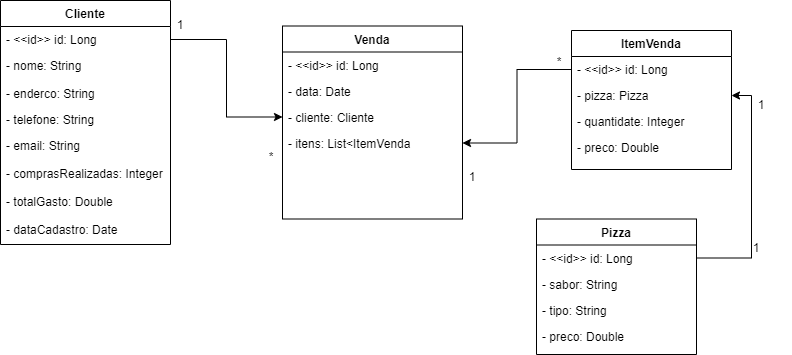 Cliente
- <<id>> id: Long
- nome: String
- enderco: String
- telefone: String
- email: String
- comprasRealizadas: Integer
- totalGasto: Double
- dataCadastro: Date
1
*
Venda
- <<id>> id: Long
- data: Date
- cliente: Cliente
- itens: List<ItemVenda
*
1
ItemVenda
- <<id>> id: Long
- pizza: Pizza
- quantidate: Integer
- preco: Double
1
1
Pizza
- <<id>> id: Long
- sabor: String
- tipo: String
- preco: Double